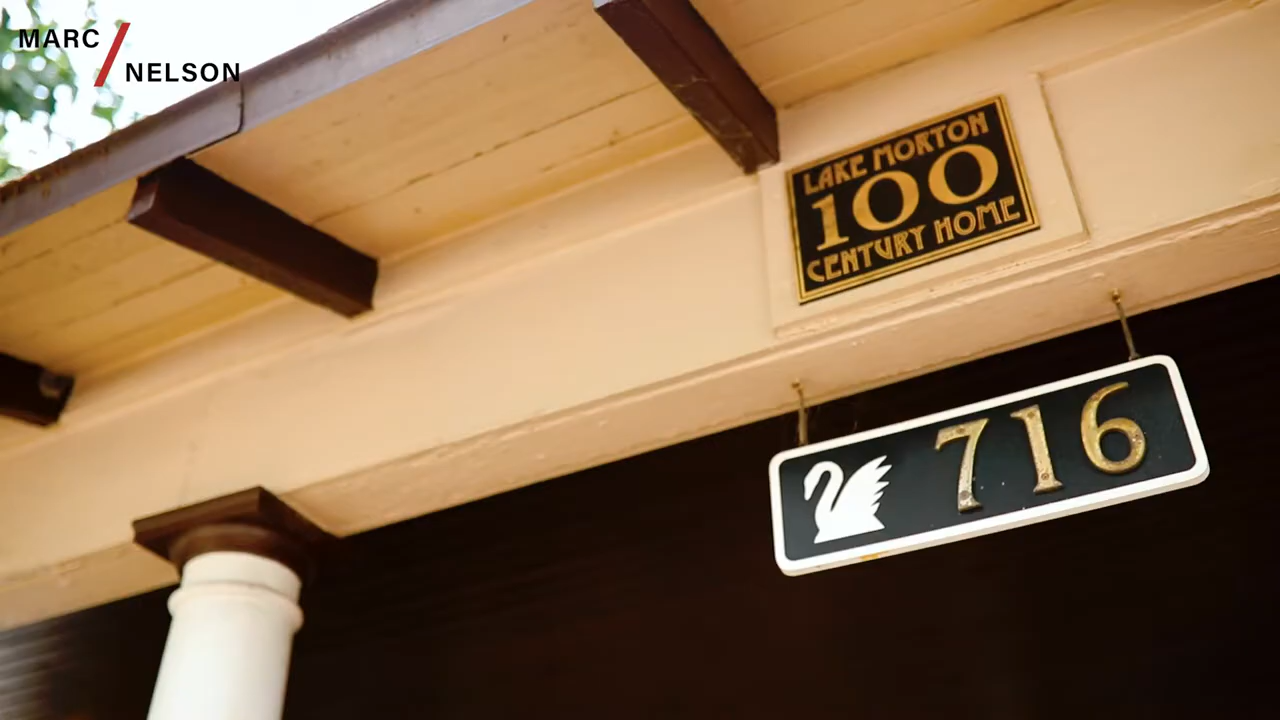 MARC
NELSON
LAKE MORTON
100
CENTURY HOME
716